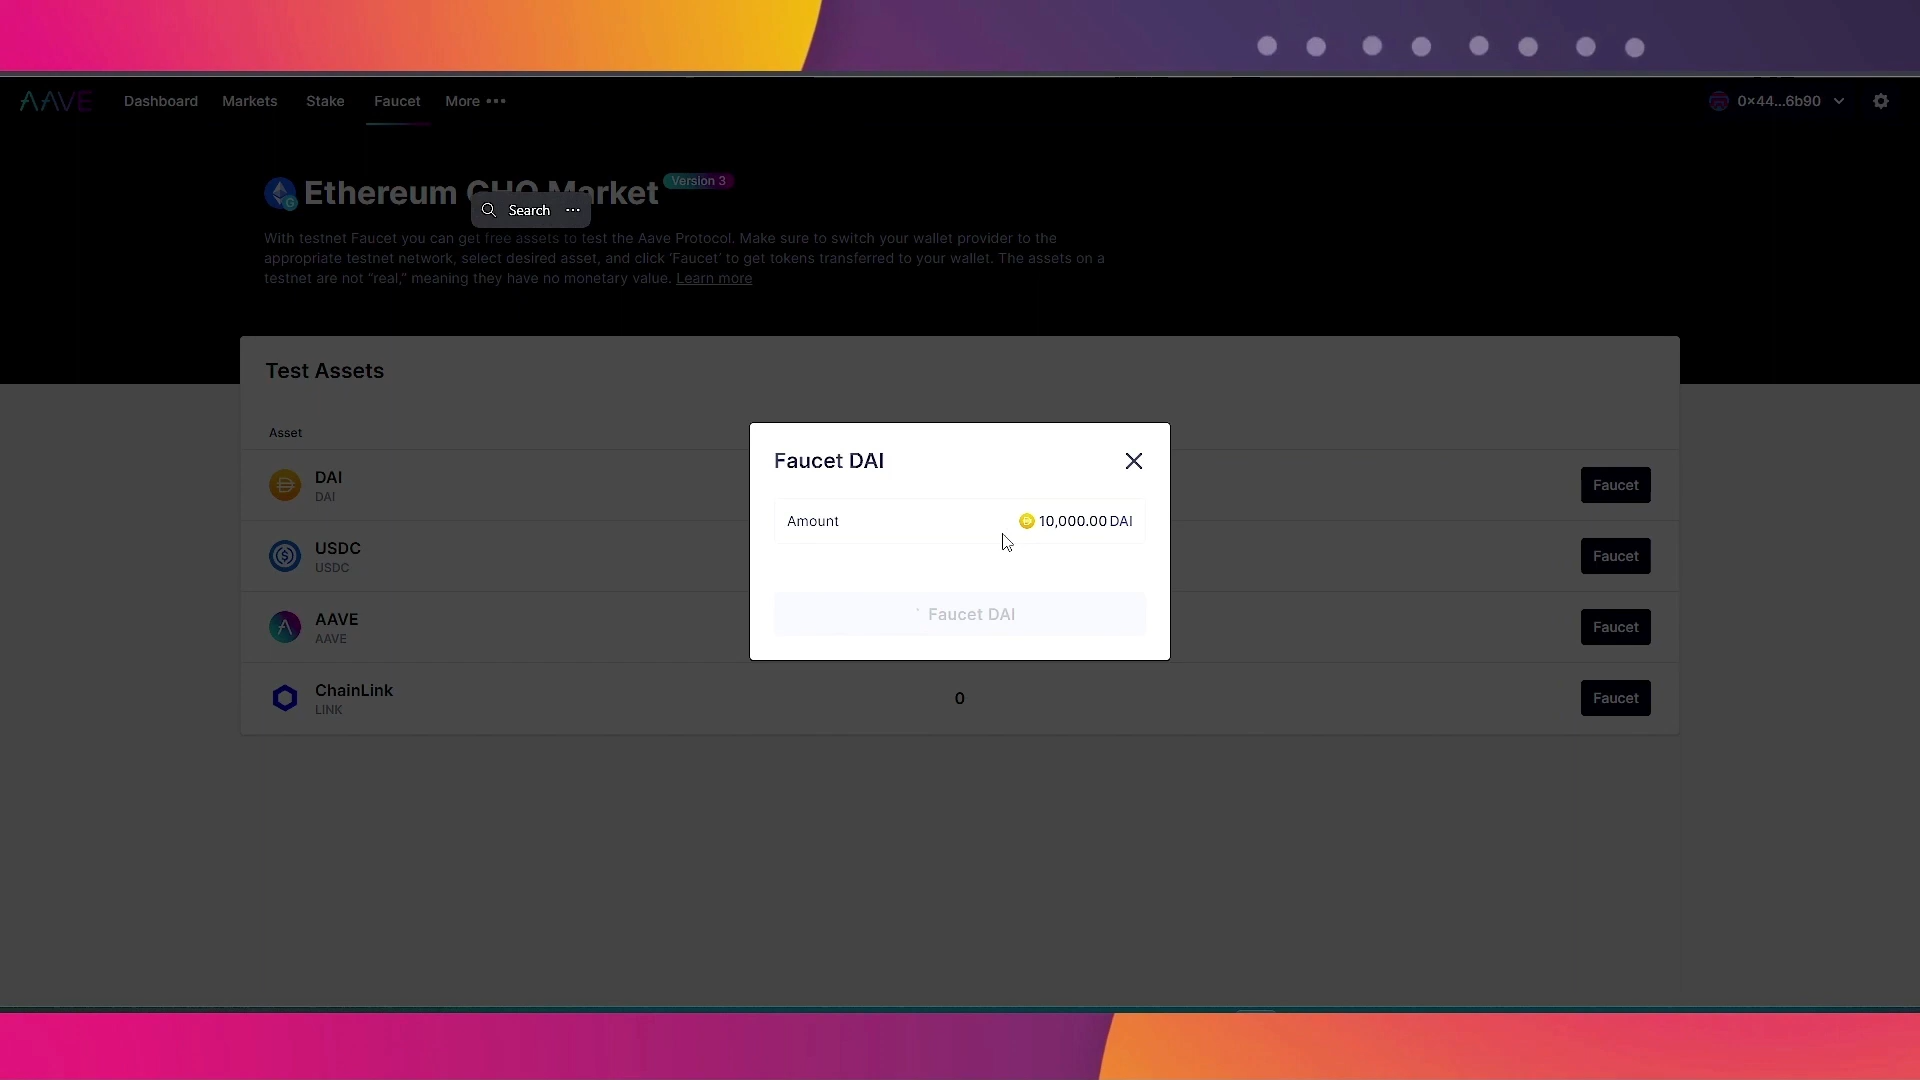 AAVE Dashboard Markets Stake Faucet More ••• 0×44...6b90
Ethereum GHO Market Version 3
Search ···
With testnet Faucet you can get free assets to test the Aave Protocol. Make sure to switch your wallet provider to the
appropriate testnet network, select desired asset, and click ‘Faucet’ to get tokens transferred to your wallet. The assets on a
testnet are not “real,” meaning they have no monetary value. Learn more
Test Assets
Asset
DAI
DAI
Faucet
USDC
USDC
Faucet
AAVE
AAVE
Faucet
ChainLink
LINK
0
Faucet
Faucet DAI
Amount 10,000.00 DAI
Faucet DAI